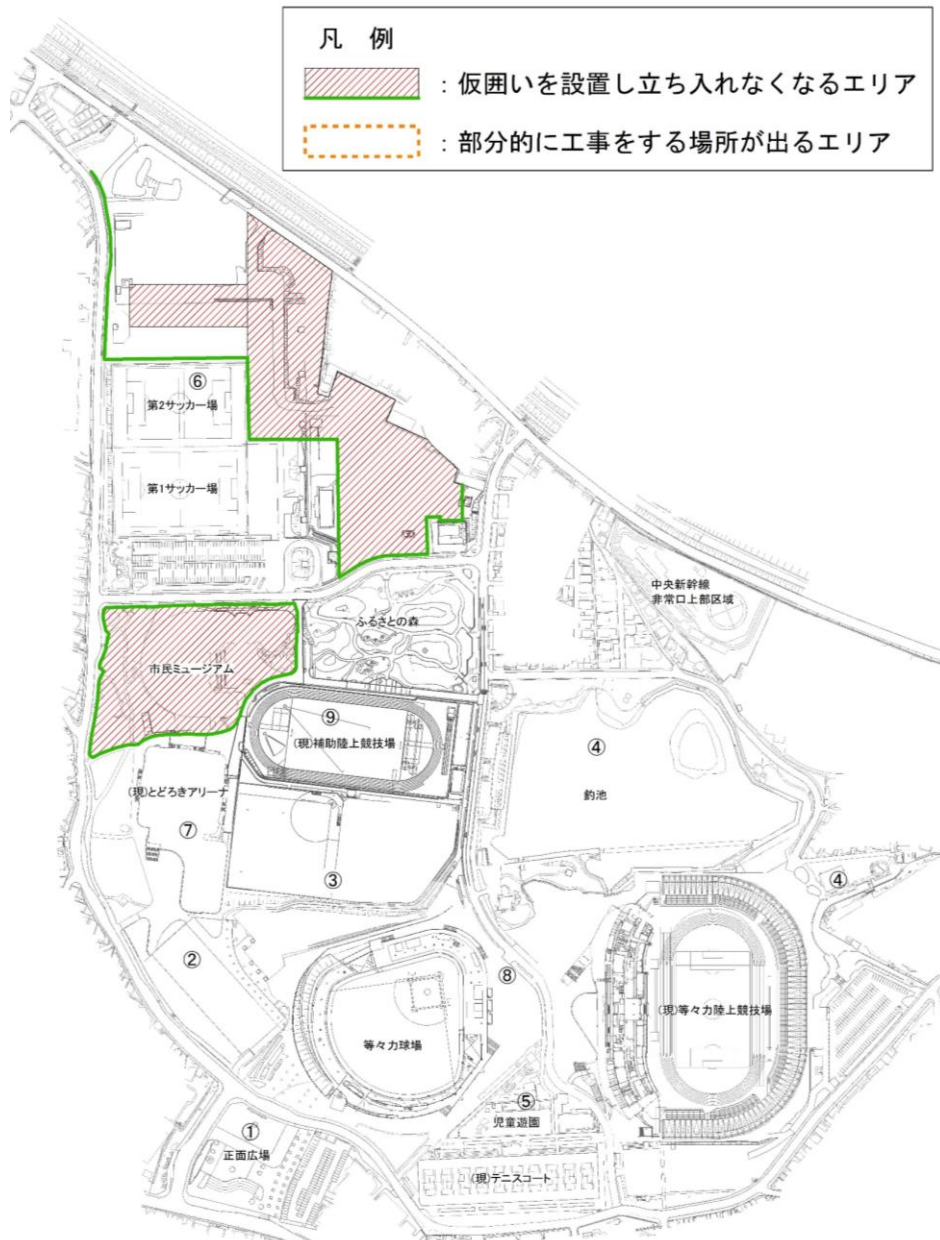 凡 例
：仮囲いを設置し立ち入れなくなるエリア
：部分的に工事をする場所が出るエリア
⑥
第2サッカー場
第1サッカー場
中央新幹線
非常口上部区域
ふるさとの森
市民ミュージアム
⑨
(現)補助陸上競技場
④
釣池
(現)とどろきアリーナ
⑦
③
④
②
⑧
(現)等々力陸上競技場
等々力球場
⑤
児童遊園
①
正面広場
(現)テニスコート